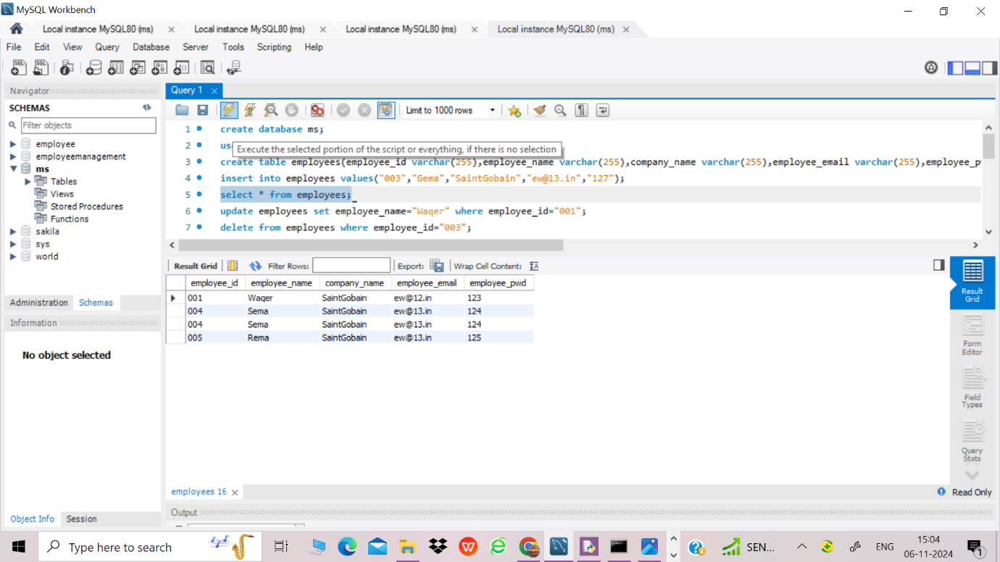 MySQL Workbench
Local instance MySQL80 (ms) Local instance MySQL80 (ms) Local instance MySQL80 (ms) Local instance MySQL80 (ms)
File Edit View Query Database Server Tools Scripting Help
Navigator
SCHEMAS
Filter objects
employee
employeemanagement
ms
Tables
Views
Stored Procedures
Functions
sakila
sys
world
Administration Schemas
Information
No object selected
Object Info Session
Query 1
Limit to 1000 rows
1 create database ms;
2 us
Execute the selected portion of the script or everything, if there is no selection
3 create table employees(employee_id varchar(255),employee_name varchar(255),company_name varchar(255),employee_email varchar(255),employee_p
4 insert into employees values("003","Gema","SaintGobain","ew@13.in","127");
5 select * from employees;
6 update employees set employee_name="Waqer" where employee_id="001";
7 delete from employees where employee_id="003";
Result Grid Filter Rows: Export: Wrap Cell Content:
employee_id employee_name company_name employee_email employee_pwd
001 Waqer SaintGobain ew@12.in 123
004 Sema SaintGobain ew@13.in 124
004 Sema SaintGobain ew@13.in 124
005 Rema SaintGobain ew@13.in 125
Result Grid
Form Editor
Field Types
Query Stats
employees 16
Read Only
Output
Type here to search
SEN...
ENG
15:04
06-11-2024
1